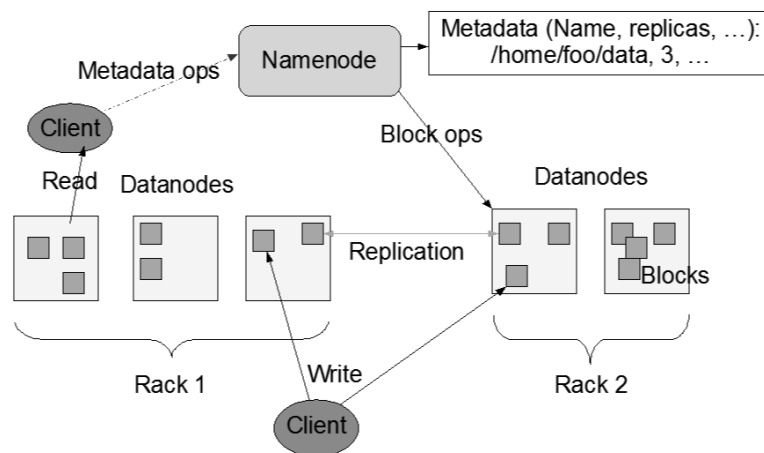 Metadata (Name, replicas, …):
/home/foo/data, 3, …
Namenode
Metadata ops
Client
Block ops
Read
Datanodes
Datanodes
Replication
Blocks
Rack 1
Write
Rack 2
Client